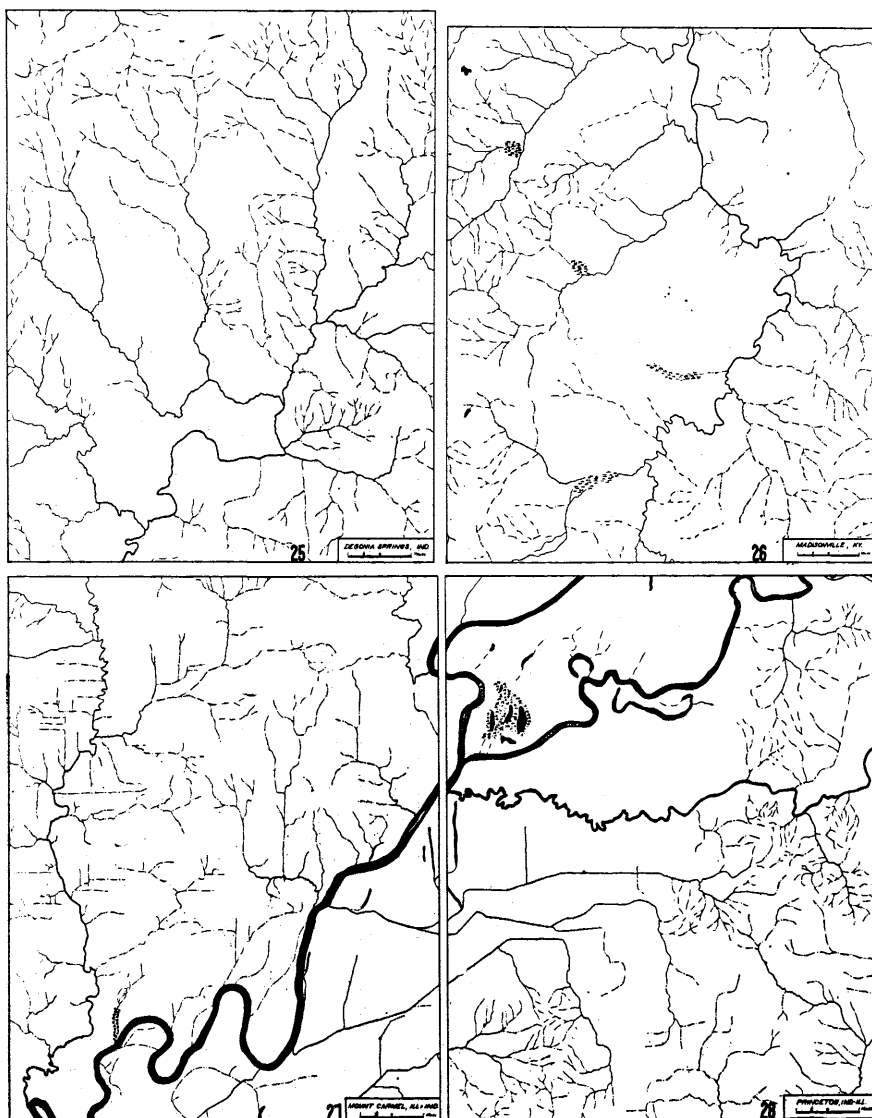 25
DEGONIA SPRINGS, IND
26
MADISONVILLE, KY.
27
MOUNT CARMEL, ILL-IND
28
PRINCETON, IND-ILL